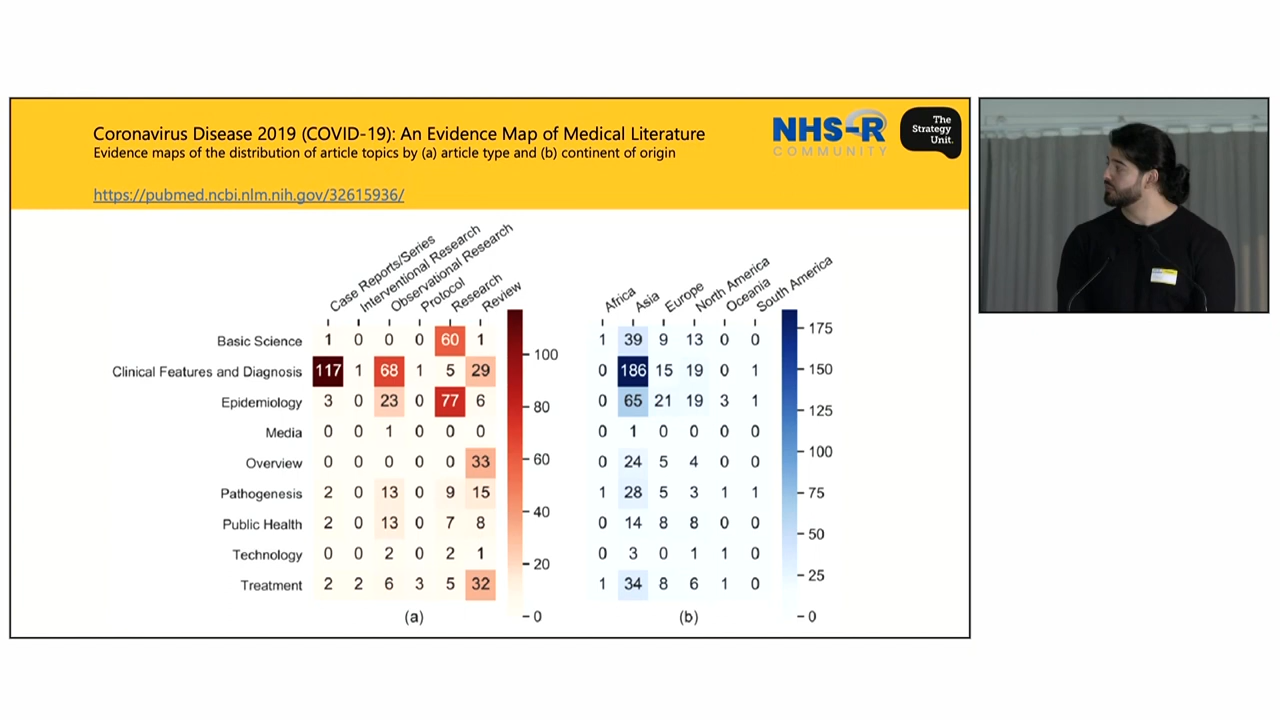 Coronavirus Disease 2019 (COVID-19): An Evidence Map of Medical Literature
Evidence maps of the distribution of article topics by (a) article type and (b) continent of origin
https://pubmed.ncbi.nlm.nih.gov/32615936/
NHS-R
COMMUNITY
The
Strategy
Unit.
Case Reports/Series
Interventional Research
Observational Research
Protocol
Research
Review
Africa
Asia
Europe
North America
Oceania
South America
Basic Science 1 0 0 0 60 1 1 39 9 13 0 0
Clinical Features and Diagnosis 117 1 68 1 5 29 0 186 15 19 0 1
Epidemiology 3 0 23 0 77 6 0 65 21 19 3 1
Media 0 0 1 0 0 0 0 1 0 0 0 0
Overview 0 0 0 0 0 33 0 24 5 4 0 0
Pathogenesis 2 0 13 0 9 15 1 28 5 3 1 1
Public Health 2 0 13 0 7 8 0 14 8 8 0 0
Technology 0 0 2 0 2 1 0 3 0 1 1 0
Treatment 2 2 6 3 5 32 1 34 8 6 1 0
100
80
60
40
20
0
175
150
125
100
75
50
25
0
(a)
(b)